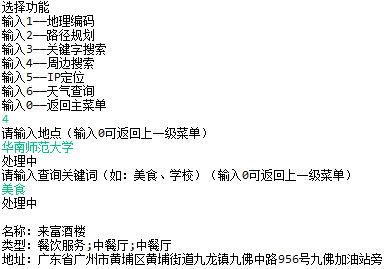 选择功能
输入1——地理编码
输入2——路径规划
输入3——关键字搜索
输入4——周边搜索
输入5——IP定位
输入6——天气查询
输入0——返回主菜单
4
请输入地点（输入0可返回上一级菜单）
华南师范大学
处理中
请输入查询关键词（如：美食、学校）（输入0可返回上一级菜单）
美食
处理中
名称：来富酒楼
类型：餐饮服务;中餐厅;中餐厅
地址：广东省广州市黄埔区黄埔街道九龙镇九佛中路956号九佛加油站旁